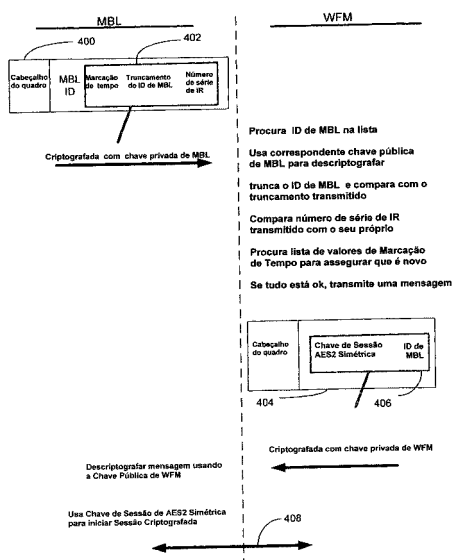 MBL
WFM
400
402
Cabeçalho
do quadro
MBL
ID
Marcação
de tempo
Truncamento
do ID de MBL
Número
de série
de IR
Criptografada com chave privada de MBL
Procura ID de MBL na lista
Usa correspondente chave pública
de MBL para descriptografar
trunca o ID de MBL e compara com o
truncamento transmitido
Compara número de série de IR
transmitido com o seu próprio
Procura lista de valores de Marcação
de Tempo para assegurar que é novo
Se tudo está ok, transmite uma mensagem
Cabeçalho
do quadro
Chave de Sessão
AES2 Simétrica
ID de
MBL
404
406
Criptografada com chave privada de WFM
Descriptografar mensagem usando
a Chave Pública de WFM
Usa Chave de Sessão de AES2 Simétrica
para iniciar Sessão Criptografada
408